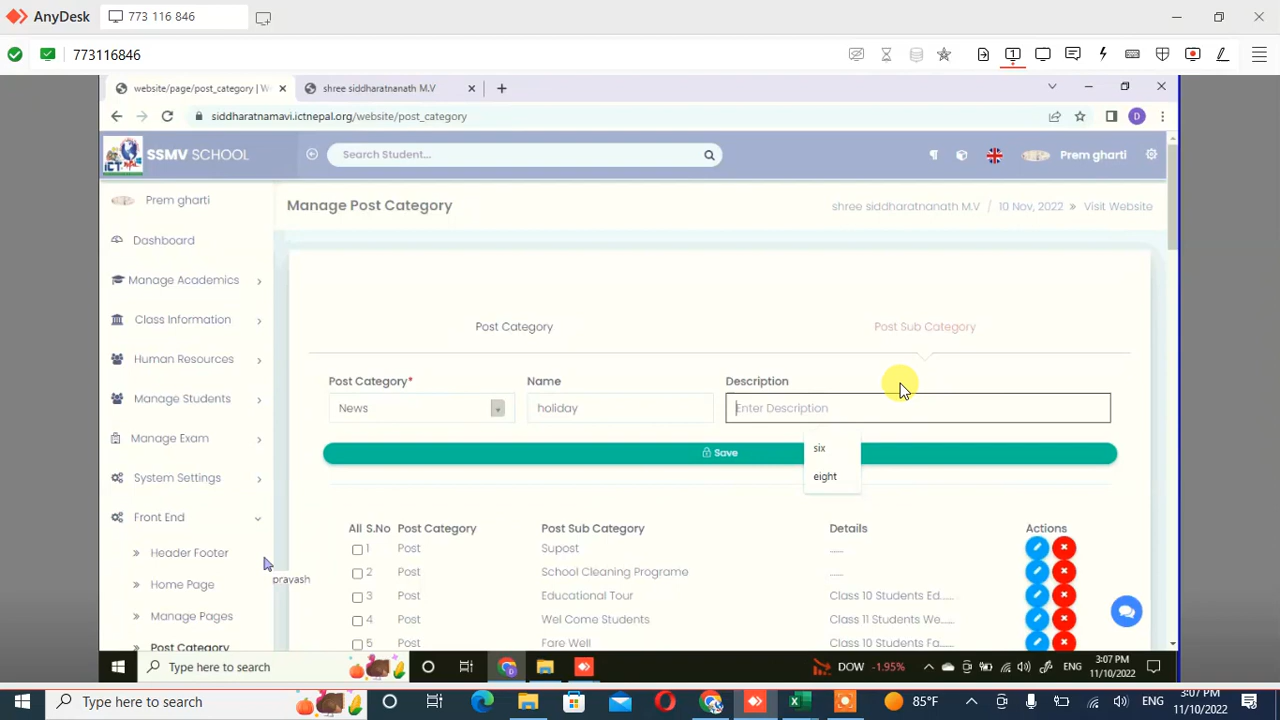 AnyDesk 773 116 846
773116846 1
website/page/post_category | W shree siddharatnanath M.V
siddharatnamavi.ictnepal.org/website/post_category D
SSMV SCHOOL Search Student... Prem gharti
Prem gharti
Manage Post Category shree siddharatnanath M.V / 10 Nov, 2022 » Visit Website
Dashboard
Manage Academics
Class Information
Human Resources
Manage Students
Manage Exam
System Settings
Front End
Header Footer
Home Page
Manage Pages
Post Category
pravash
Post Category Post Sub Category
Post Category* Name Description
News holiday Enter Description
Save
six
eight
All S.No Post Category Post Sub Category Details Actions
1 Post Supost ......
2 Post School Cleaning Programe ......
3 Post Educational Tour Class 10 Students Ed......
4 Post Wel Come Students Class 11 Students We......
5 Post Fare Well Class 10 Students Fa......
Type here to search DOW -1.95% ENG 3:07 PM
11/10/2022
Type here to search 85°F ENG 3:07 PM
11/10/2022